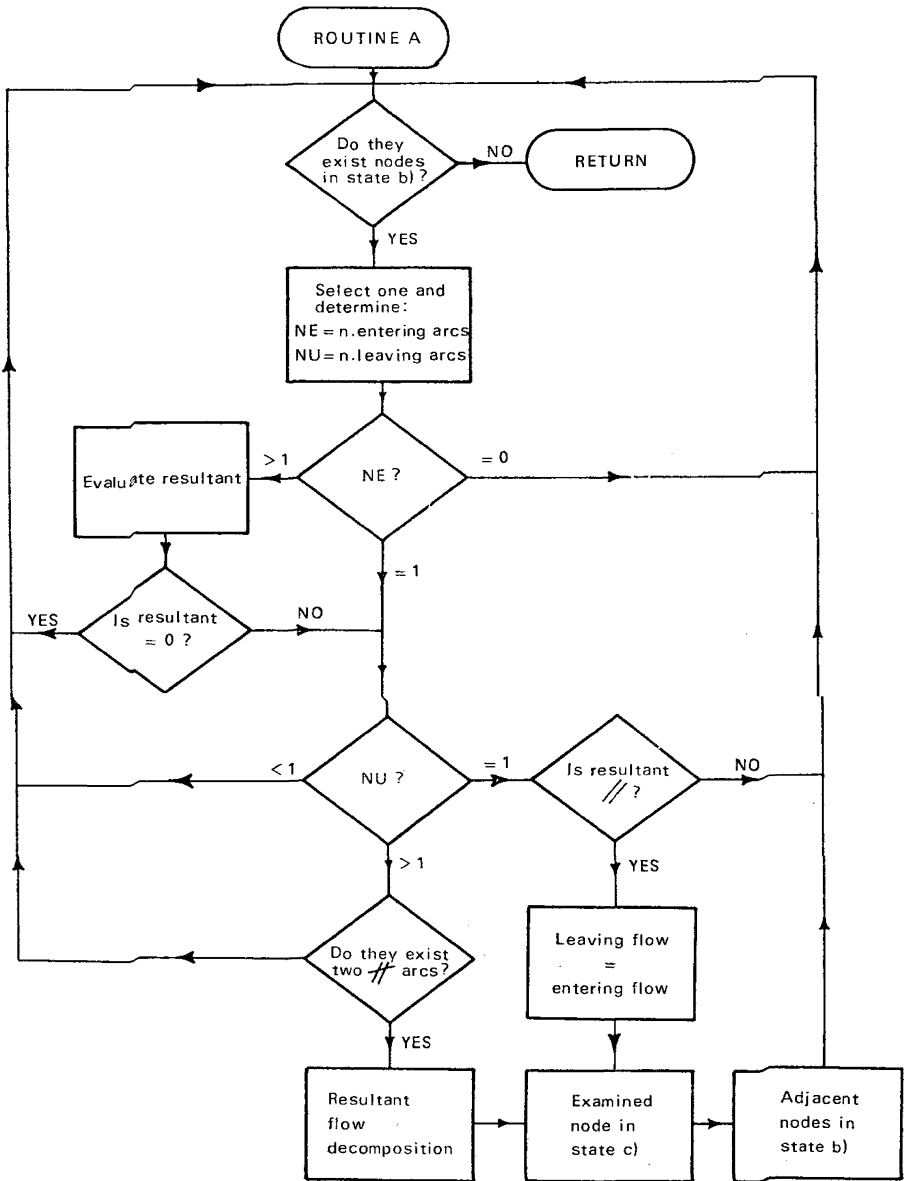 ROUTINE A
Do they
exist nodes
in state b)?
NO
RETURN
YES
Select one and
determine:
NE = n. entering arcs
NU = n. leaving arcs
> 1
NE ?
= 0
Evaluate resultant
= 1
YES
Is resultant
= 0 ?
NO
< 1
NU ?
= 1
Is resultant
// ?
NO
> 1
YES
Do they exist
two // arcs?
Leaving flow
=
entering flow
YES
Resultant
flow
decomposition
Examined
node in
state c)
Adjacent
nodes in
state b)